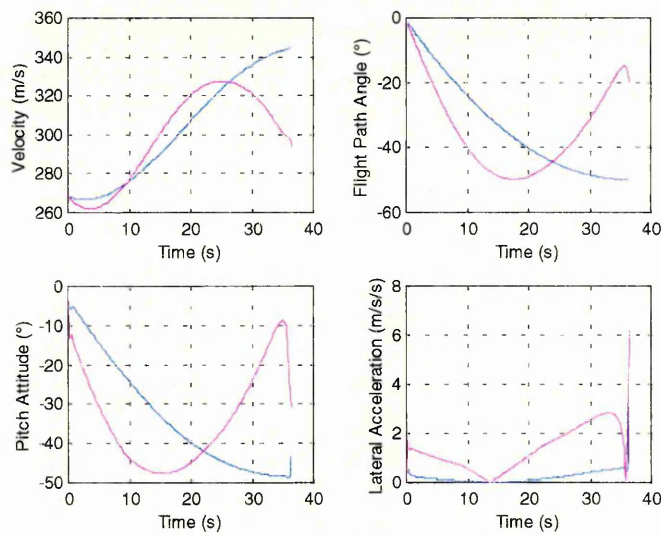 360
340
320
300
280
260
Velocity (m/s)
0 10 20 30 40
Time (s)
0
-20
-40
-60
Flight Path Angle (°)
0 10 20 30 40
Time (s)
0
-10
-20
-30
-40
-50
Pitch Attitude (°)
0 10 20 30 40
Time (s)
8
6
4
2
0
Lateral Acceleration (m/s/s)
0 10 20 30 40
Time (s)